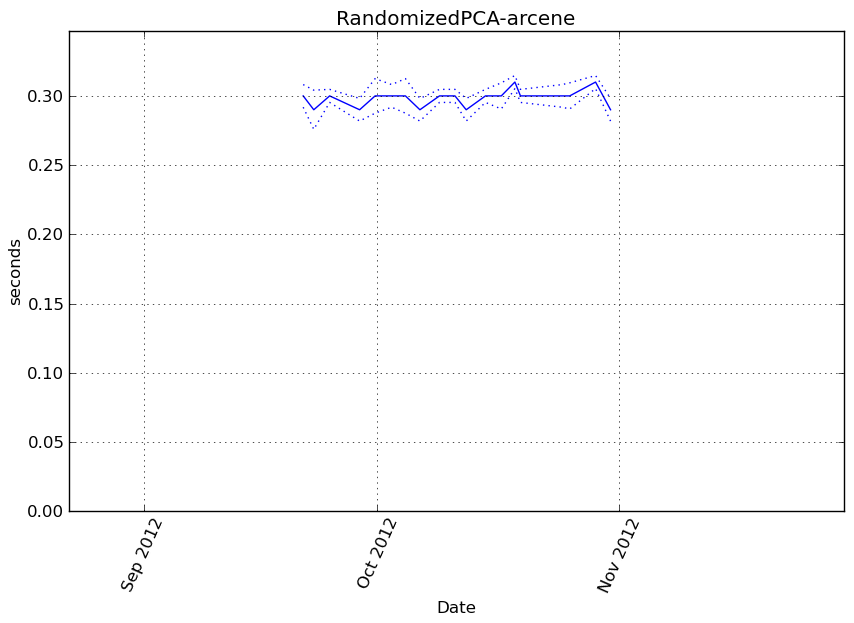 RandomizedPCA-arcene
0.30
0.25
0.20
0.15
0.10
0.05
0.00
seconds
Sep 2012
Oct 2012
Nov 2012
Date